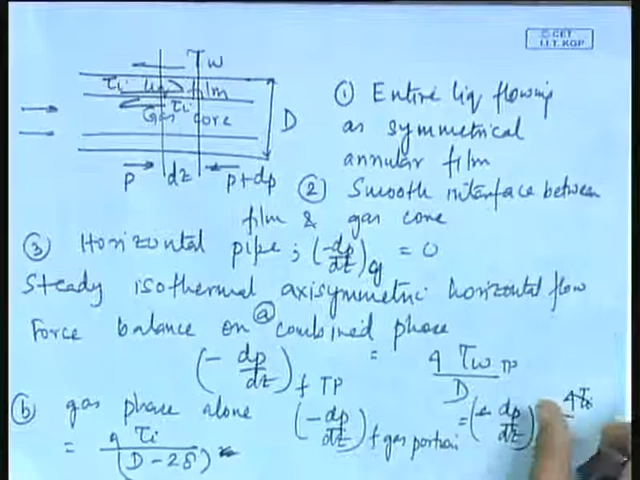 © CET
I.I.T. KGP
τw
τi liq film
τi
Gas core
D
p dz p+dp
① Entire liq flowing
as symmetrical
annular film
② Smooth interface between
film & gas core
③ Horizontal pipe ; (-dp/dz)g = 0
Steady isothermal axisymmetric horizontal flow
Force balance on ⓐ combined phase
(- dp/dz) f TP = 4 τw TP / D
ⓑ gas phase alone (-dp/dz) f gas portion = (- dp/dz) 4τi
= 4 τi / (D-2δ)